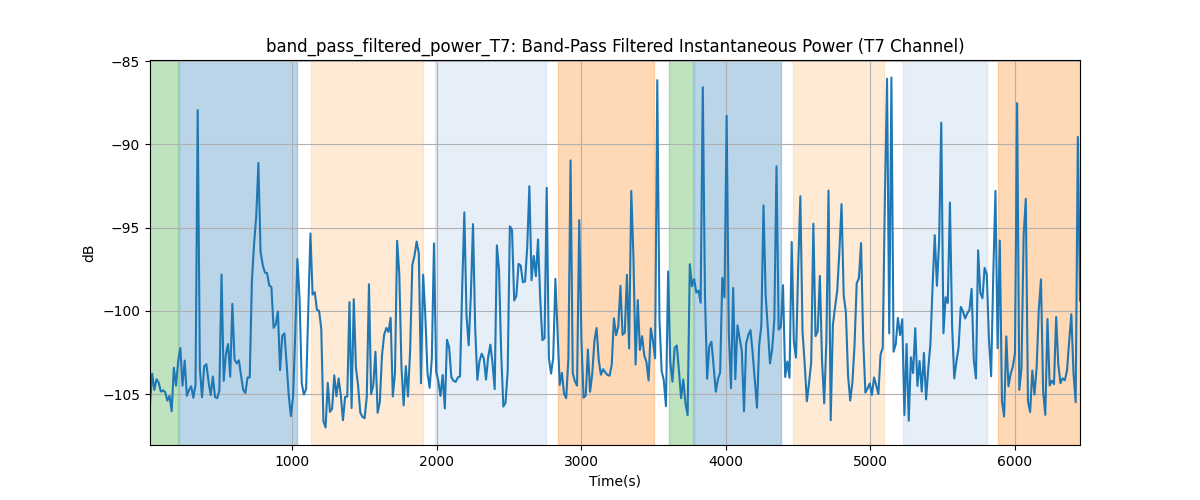 band_pass_filtered_power_T7: Band-Pass Filtered Instantaneous Power (T7 Channel)
−85
−90
−95
−100
−105
dB
1000 2000 3000 4000 5000 6000
Time(s)